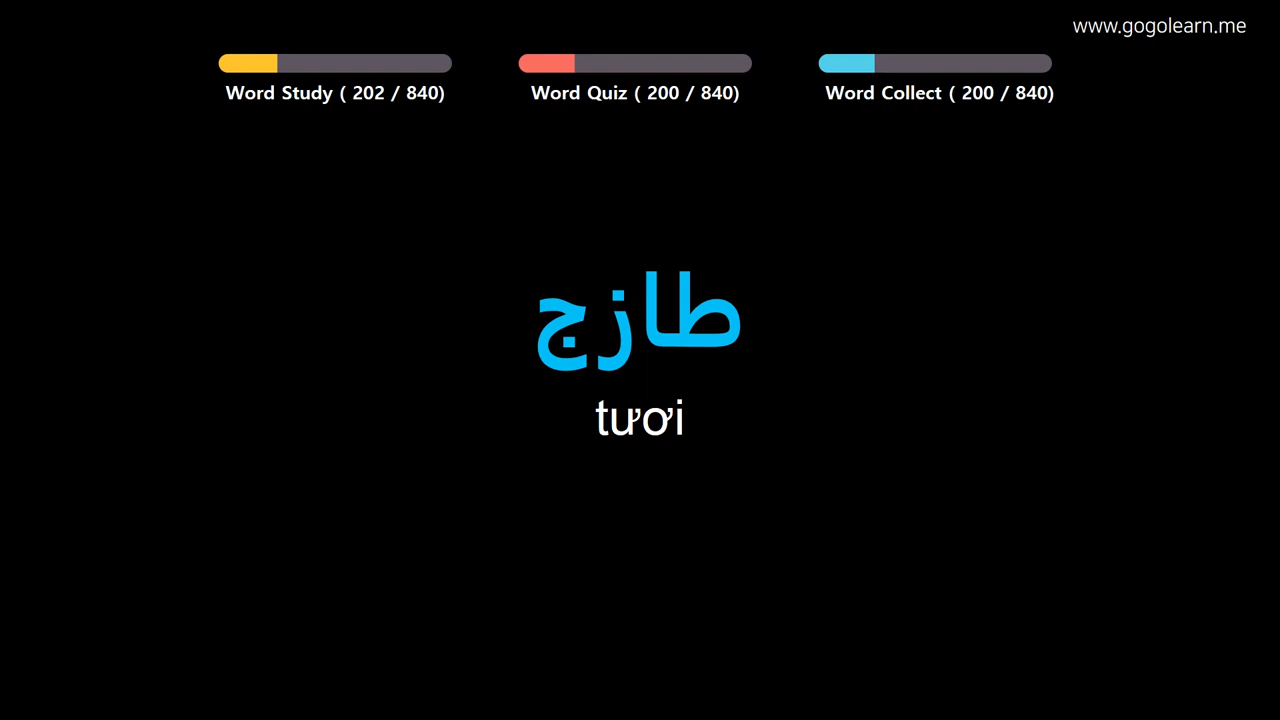 www.gogolearn.me
Word Study ( 202 / 840)
Word Quiz ( 200 / 840)
Word Collect ( 200 / 840)
طازج
tươi